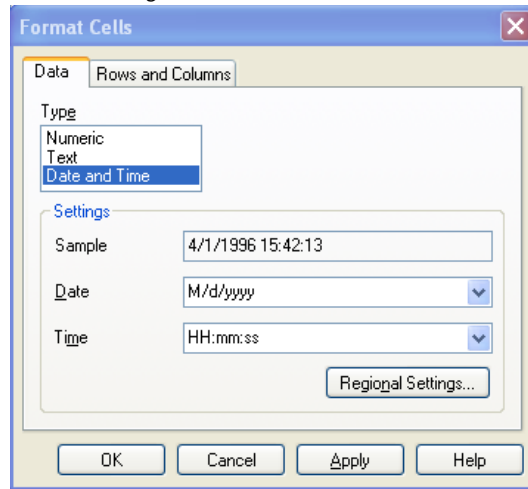 Format Cells
Data Rows and Columns
Type
Numeric
Text
Date and Time
Settings
Sample 4/1/1996 15:42:13
Date M/d/yyyy
Time HH:mm:ss
Regional Settings...
OK Cancel Apply Help